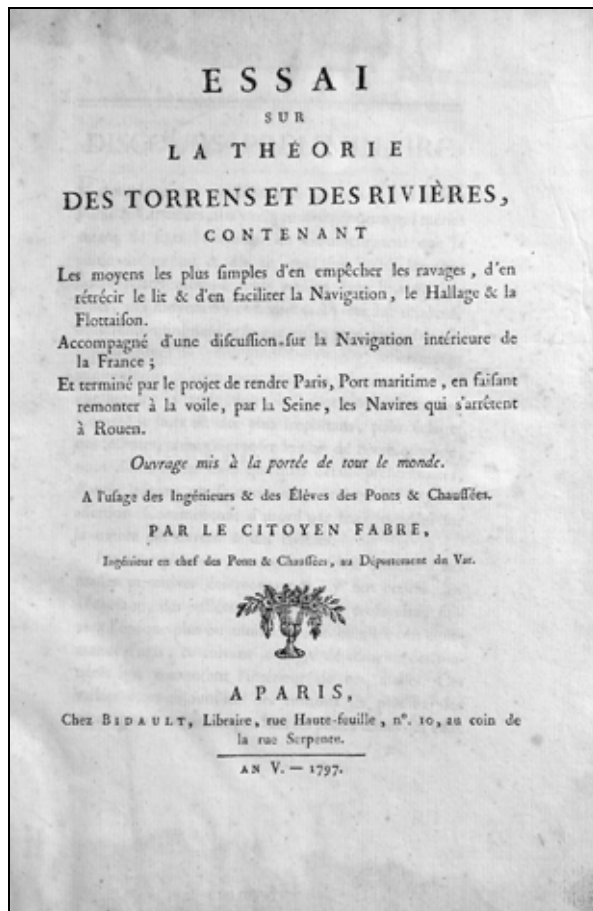 ESSAI
SUR
LA THÉORIE
DES TORRENS ET DES RIVIÈRES,
CONTENANT
Les moyens les plus ſimples d'en empêcher les ravages, d'en
rétrécir le lit & d'en faciliter la Navigation, le Hallage & la
Flottaiſon.
Accompagné d'une diſcuſſion ſur la Navigation intérieure de
la France ;
Et terminé par le projet de rendre Paris, Port maritime, en faiſant
remonter à la voile, par la Seine, les Navires qui s'arrêtent
à Rouen.
Ouvrage mis à la portée de tout le monde.
A l'uſage des Ingénieurs & des Élèves des Ponts & Chauſſées.
PAR LE CITOYEN FABRE,
Ingénieur en chef des Ponts & Chauſſées, au Département du Var.
A PARIS,
Chez BIDAULT, Libraire, rue Haute-feuille, n°. 10, au coin de
la rue Serpente.
AN V. — 1797.